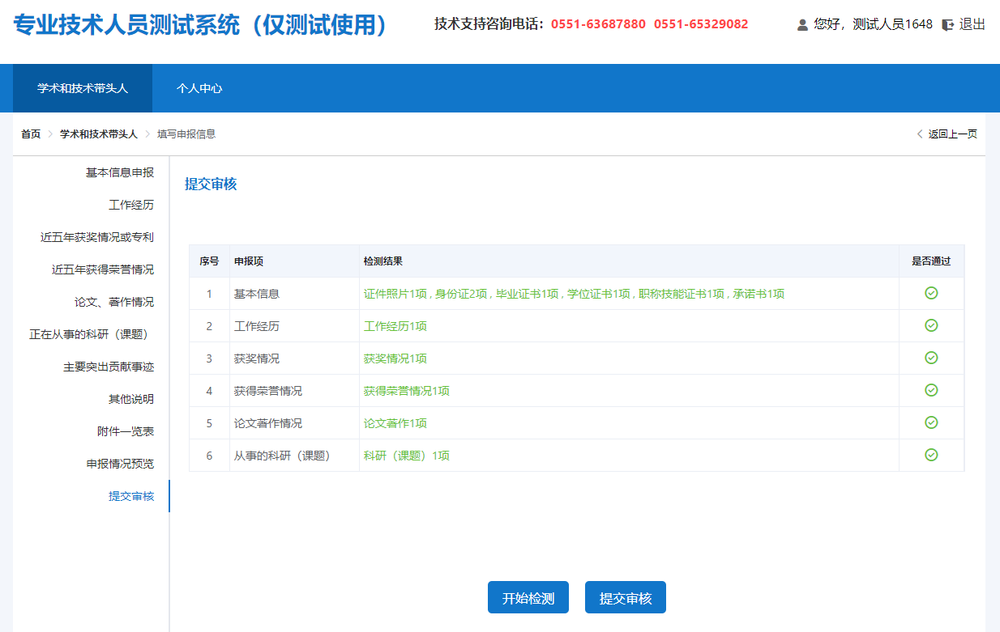 专业技术人员测试系统（仅测试使用）
技术支持咨询电话：0551-63687880 0551-65329082
您好，测试人员1648 退出
学术和技术带头人 个人中心
首页 > 学术和技术带头人 > 填写申报信息
< 返回上一页
基本信息申报
工作经历
近五年获奖情况或专利
近五年获得荣誉情况
论文、著作情况
正在从事的科研（课题）
主要突出贡献事迹
其他说明
附件一览表
申报情况预览
提交审核
提交审核
序号 申报项 检测结果 是否通过
1 基本信息 证件照片1项 , 身份证2项 , 毕业证书1项 , 学位证书1项 , 职称技能证书1项 , 承诺书1项
2 工作经历 工作经历1项
3 获奖情况 获奖情况1项
4 获得荣誉情况 获得荣誉情况1项
5 论文著作情况 论文著作1项
6 从事的科研（课题） 科研（课题）1项
开始检测 提交审核